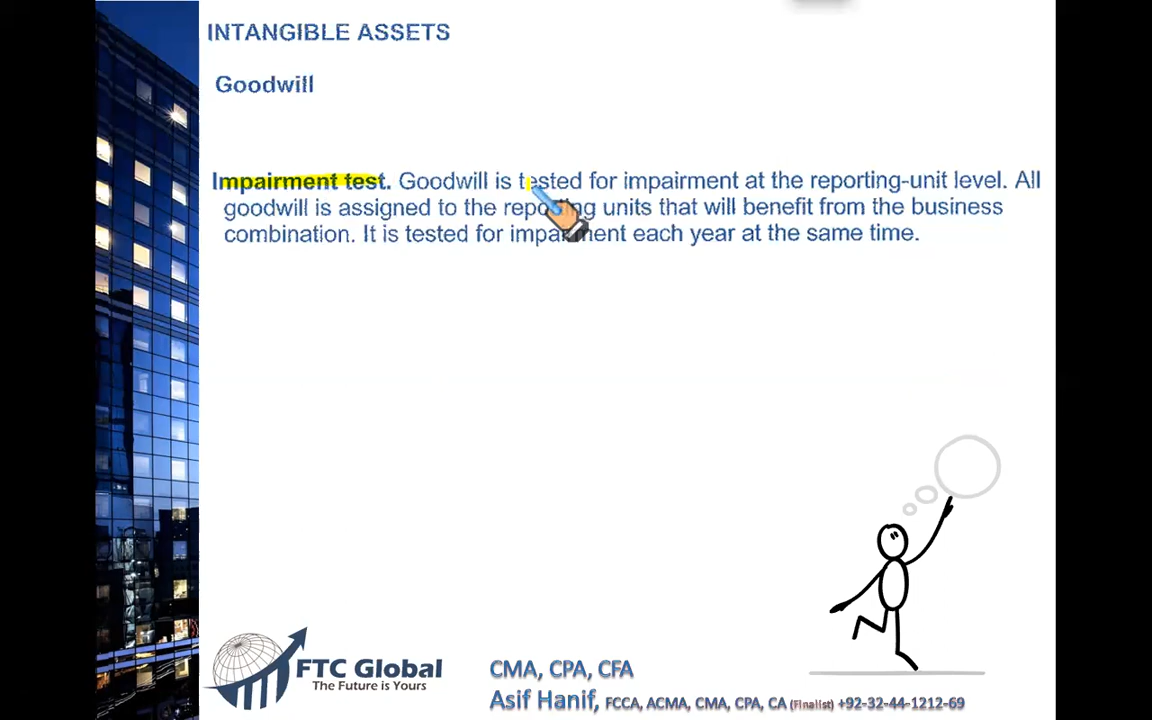 INTANGIBLE ASSETS
Goodwill
Impairment test. Goodwill is tested for impairment at the reporting-unit level. All
goodwill is assigned to the reporting units that will benefit from the business
combination. It is tested for impairment each year at the same time.
FTC Global
The Future is Yours
CMA, CPA, CFA
Asif Hanif, FCCA, ACMA, CMA, CPA, CA (Finalist) +92-32-44-1212-69